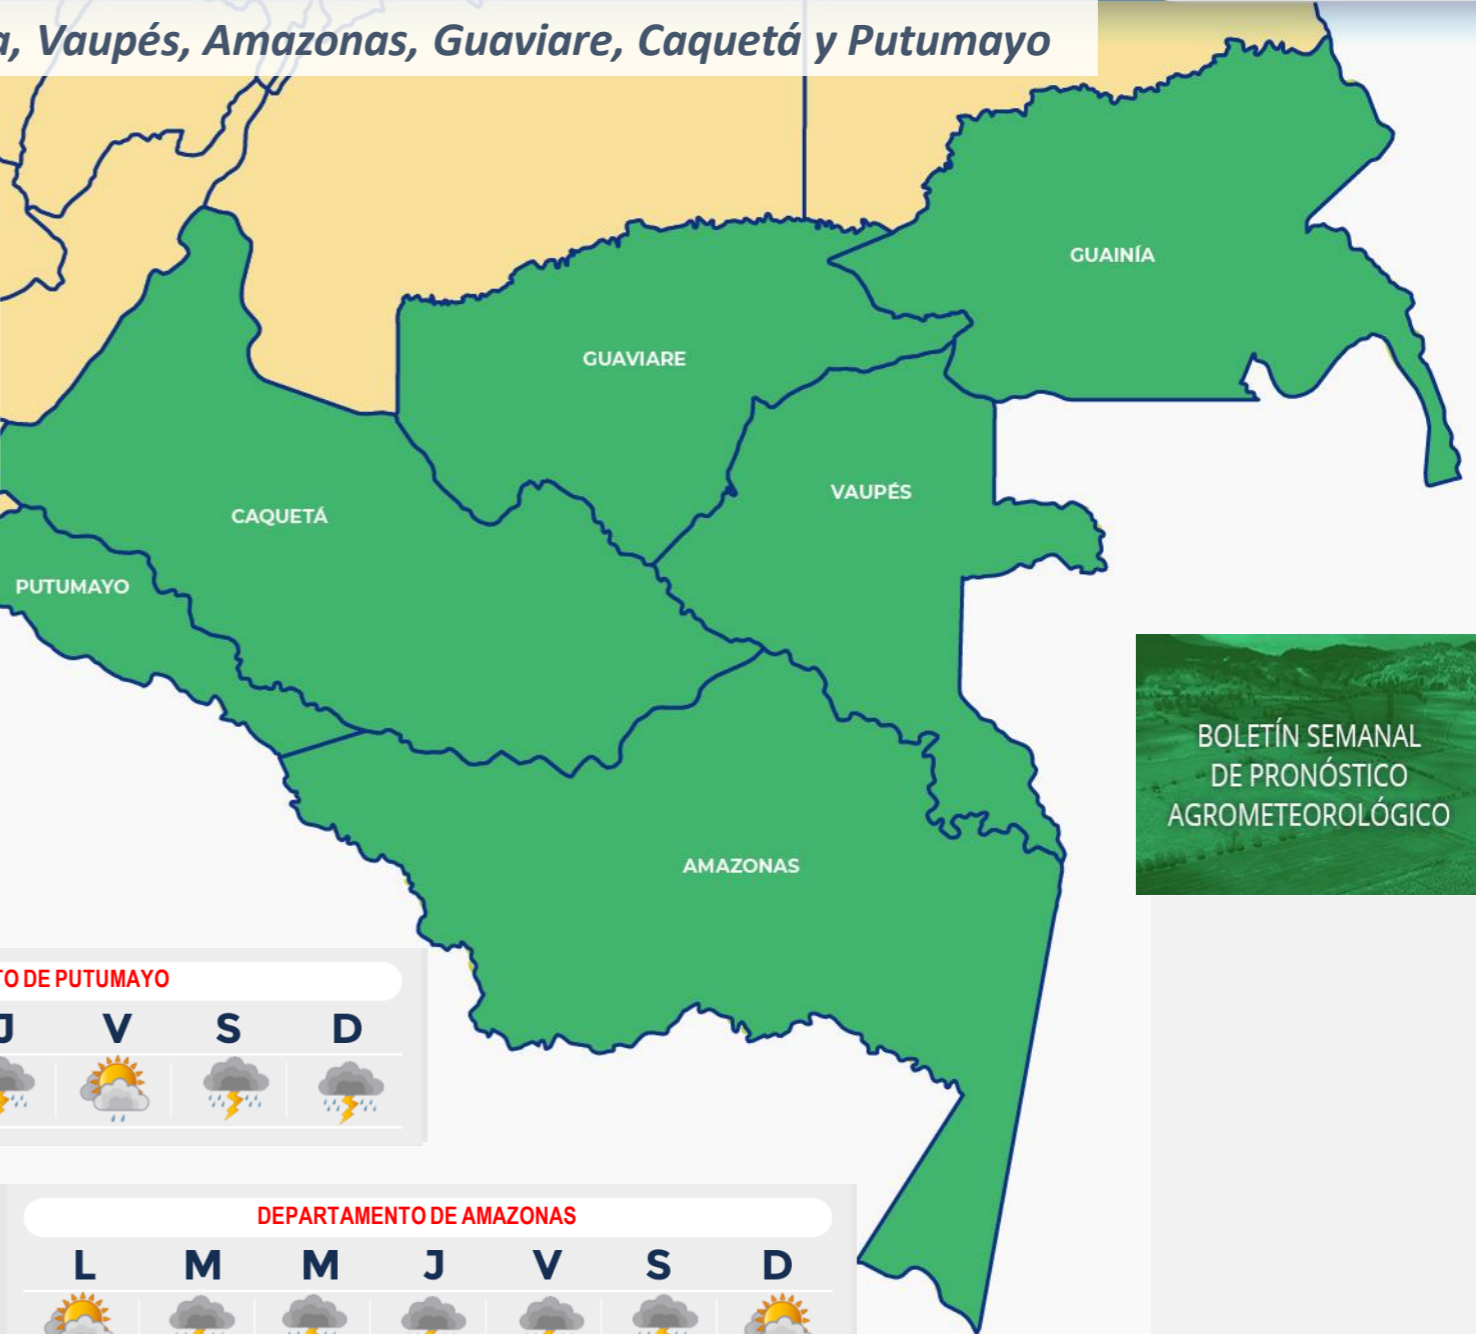 Vaupés, Amazonas, Guaviare, Caquetá y Putumayo
GUAINÍA
GUAVIARE
VAUPÉS
CAQUETÁ
PUTUMAYO
BOLETÍN SEMANAL
DE PRONÓSTICO
AGROMETEOROLÓGICO
AMAZONAS
DE PUTUMAYO
J V S D
DEPARTAMENTO DE AMAZONAS
L M M J V S D